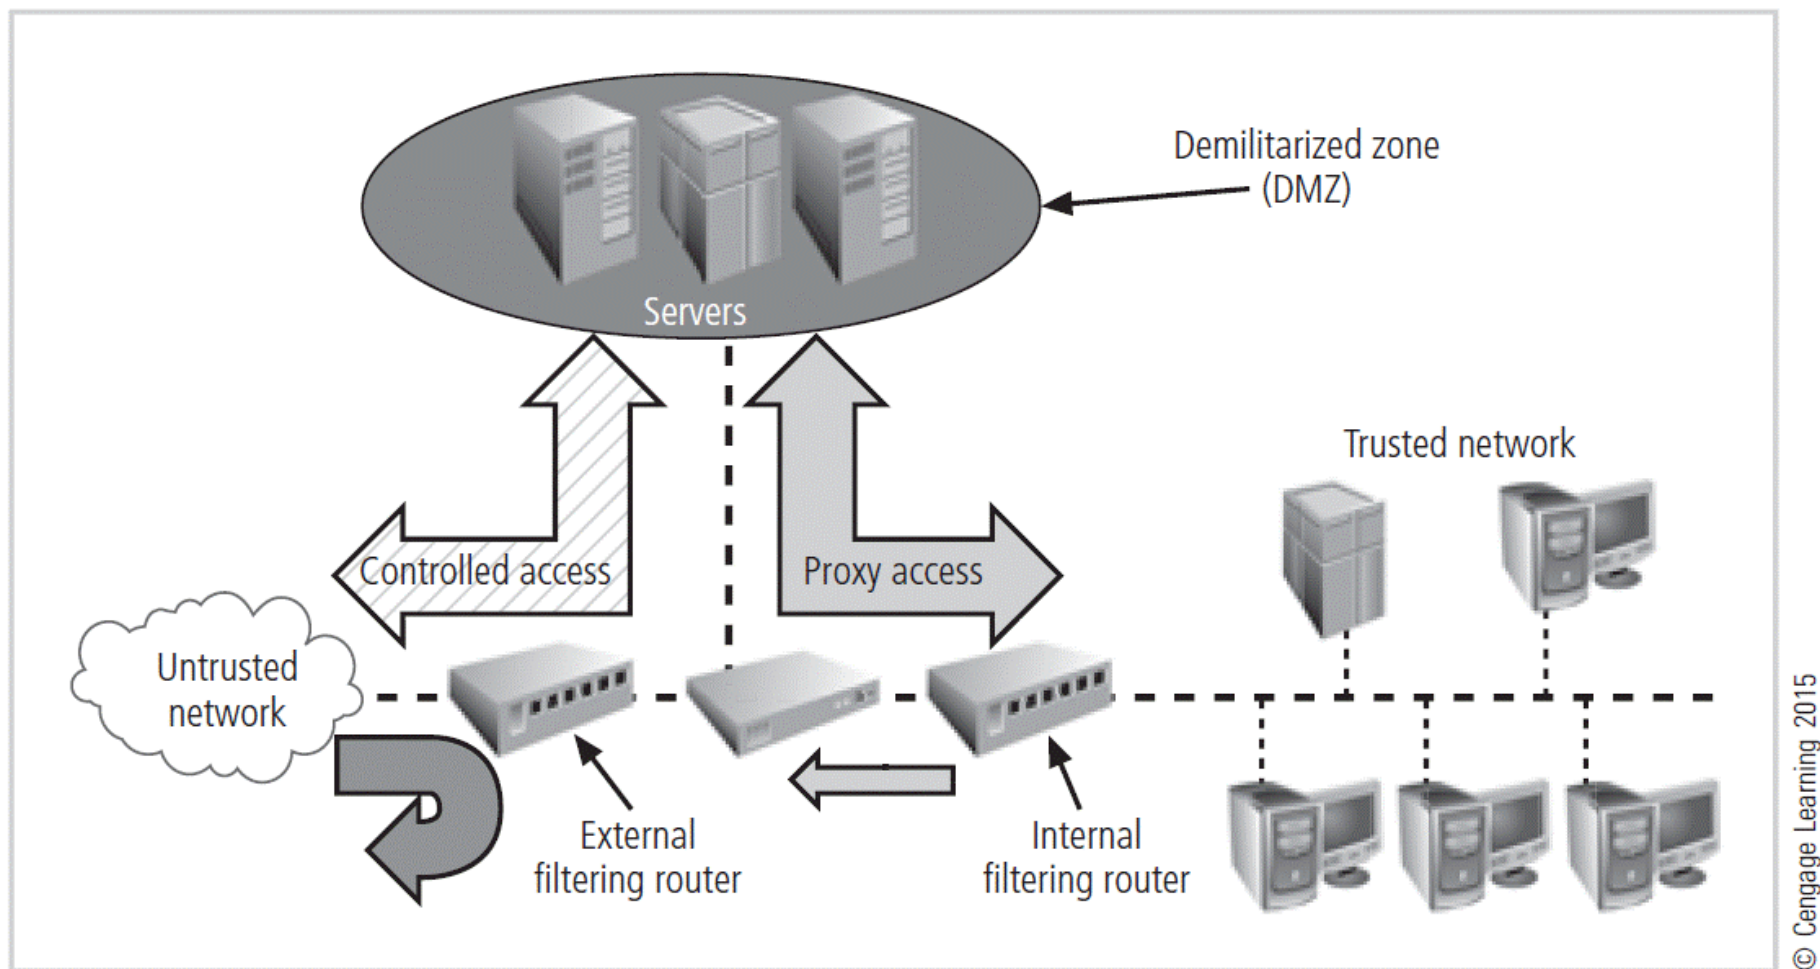 Demilitarized zone
(DMZ)
Servers
Trusted network
Controlled access
Proxy access
Untrusted
network
External
filtering router
Internal
filtering router
© Cengage Learning 2015